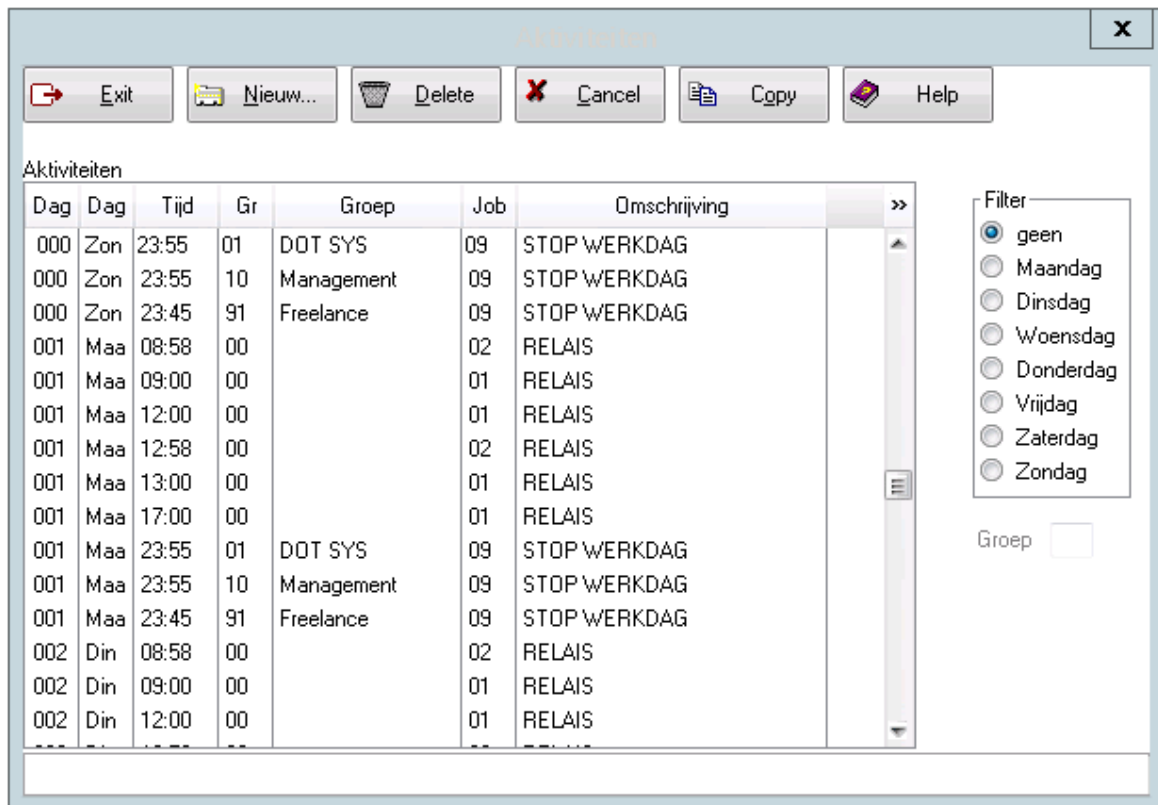 Aktiviteiten
x
Exit Nieuw... Delete Cancel Copy Help
Aktiviteiten
Dag Dag Tijd Gr Groep Job Omschrijving »
000 Zon 23:55 01 DOT SYS 09 STOP WERKDAG
000 Zon 23:55 10 Management 09 STOP WERKDAG
000 Zon 23:45 91 Freelance 09 STOP WERKDAG
001 Maa 08:58 00 02 RELAIS
001 Maa 09:00 00 01 RELAIS
001 Maa 12:00 00 01 RELAIS
001 Maa 12:58 00 02 RELAIS
001 Maa 13:00 00 01 RELAIS
001 Maa 17:00 00 01 RELAIS
001 Maa 23:55 01 DOT SYS 09 STOP WERKDAG
001 Maa 23:55 10 Management 09 STOP WERKDAG
001 Maa 23:45 91 Freelance 09 STOP WERKDAG
002 Din 08:58 00 02 RELAIS
002 Din 09:00 00 01 RELAIS
002 Din 12:00 00 01 RELAIS
Filter
geen
Maandag
Dinsdag
Woensdag
Donderdag
Vrijdag
Zaterdag
Zondag
Groep